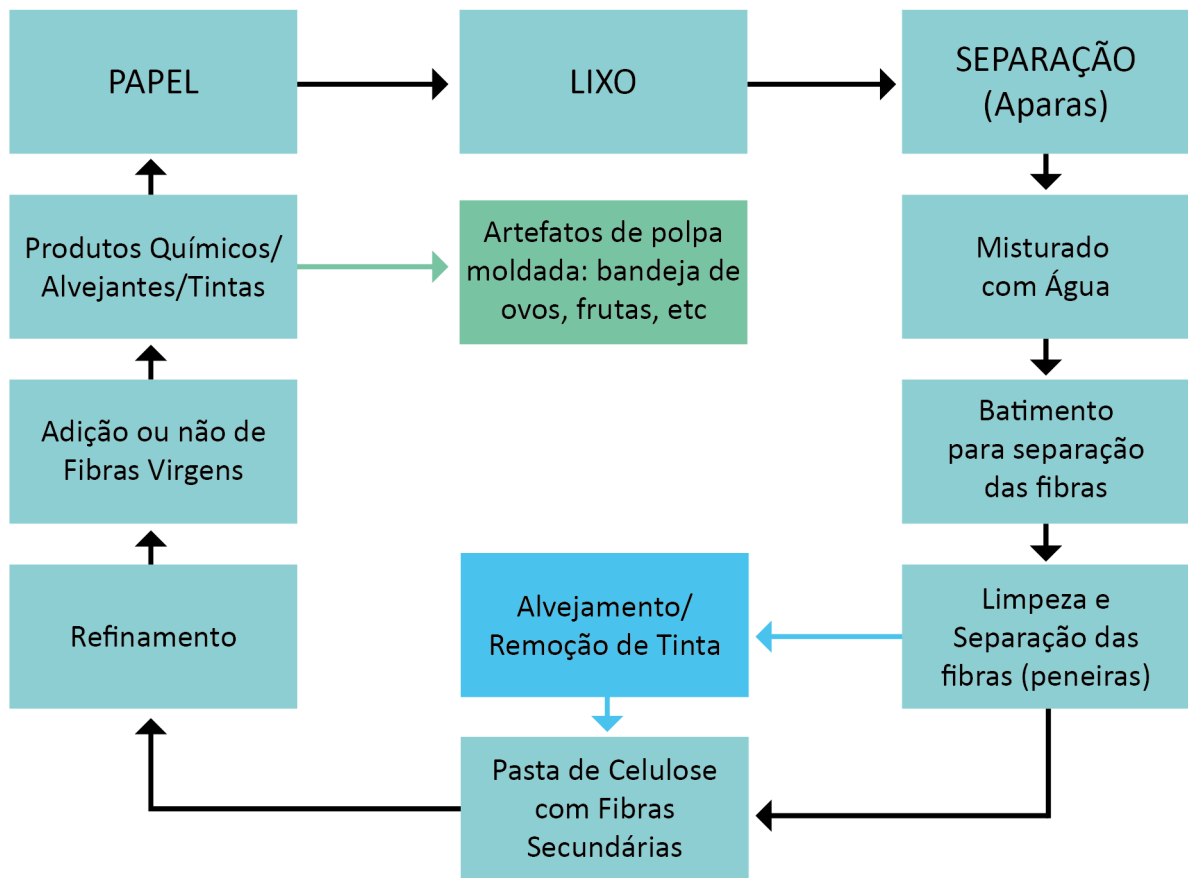 PAPEL
LIXO
SEPARAÇÃO
(Aparas)
Produtos Químicos/
Alvejantes/Tintas
Artefatos de polpa
moldada: bandeja de
ovos, frutas, etc
Misturado
com Água
Adição ou não de
Fibras Virgens
Batimento
para separação
das fibras
Refinamento
Alvejamento/
Remoção de Tinta
Limpeza e
Separação das
fibras (peneiras)
Pasta de Celulose
com Fibras
Secundárias